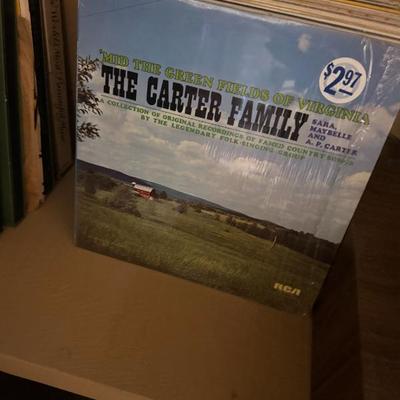 $2.97
'MID THE GREEN FIELDS OF VIRGINIA
THE CARTER FAMILY
SARA,
MAYBELLE
AND
A. P. CARTER
A COLLECTION OF ORIGINAL RECORDINGS OF FAMED COUNTRY SONGS
BY THE LEGENDARY FOLK-SINGING GROUP
RCA